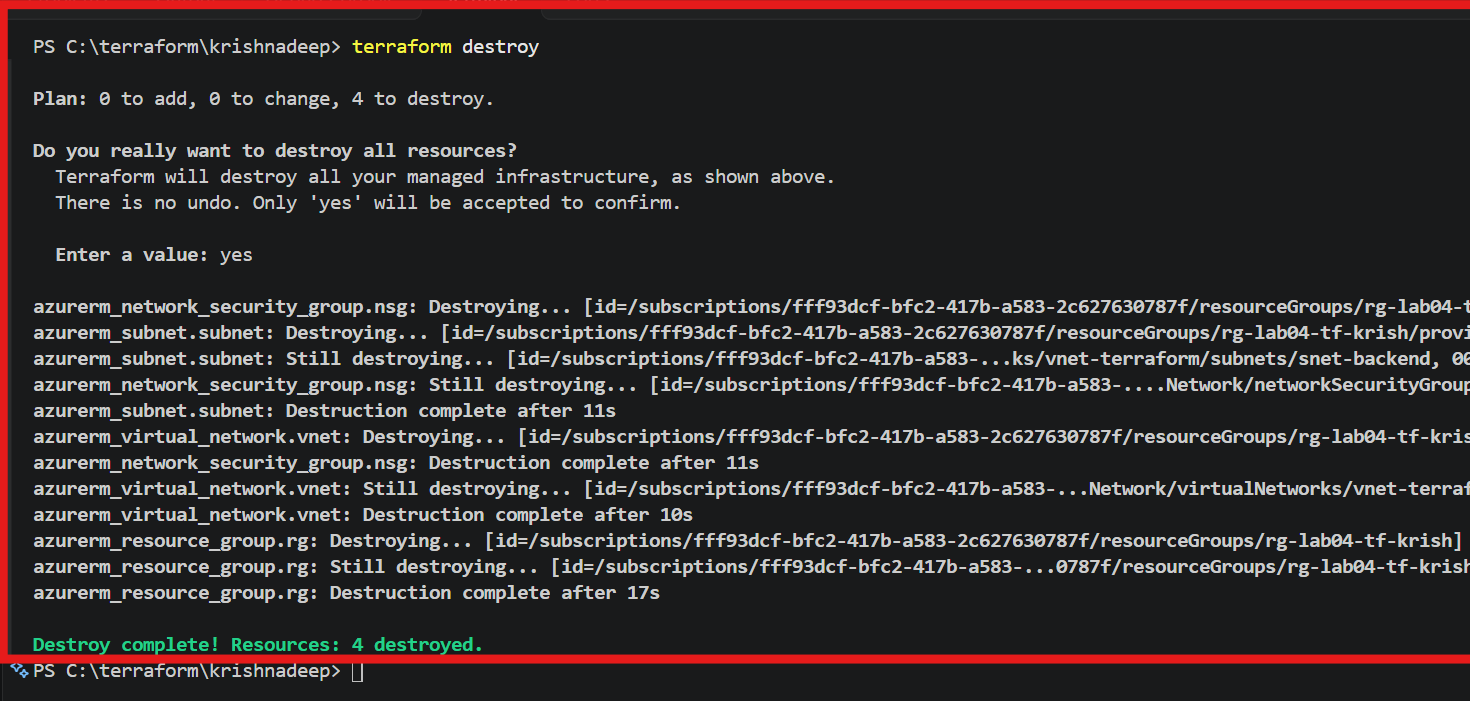 PS C:\terraform\krishnadeep> terraform destroy
Plan: 0 to add, 0 to change, 4 to destroy.
Do you really want to destroy all resources?
Terraform will destroy all your managed infrastructure, as shown above.
There is no undo. Only 'yes' will be accepted to confirm.
Enter a value: yes
azurerm_network_security_group.nsg: Destroying... [id=/subscriptions/fff93dcf-bfc2-417b-a583-2c627630787f/resourceGroups/rg-lab04-t
azurerm_subnet.subnet: Destroying... [id=/subscriptions/fff93dcf-bfc2-417b-a583-2c627630787f/resourceGroups/rg-lab04-tf-krish/provi
azurerm_subnet.subnet: Still destroying... [id=/subscriptions/fff93dcf-bfc2-417b-a583-...ks/vnet-terraform/subnets/snet-backend, 00
azurerm_network_security_group.nsg: Still destroying... [id=/subscriptions/fff93dcf-bfc2-417b-a583-....Network/networkSecurityGroup
azurerm_subnet.subnet: Destruction complete after 11s
azurerm_virtual_network.vnet: Destroying... [id=/subscriptions/fff93dcf-bfc2-417b-a583-2c627630787f/resourceGroups/rg-lab04-tf-kris
azurerm_network_security_group.nsg: Destruction complete after 11s
azurerm_virtual_network.vnet: Still destroying... [id=/subscriptions/fff93dcf-bfc2-417b-a583-...Network/virtualNetworks/vnet-terraf
azurerm_virtual_network.vnet: Destruction complete after 10s
azurerm_resource_group.rg: Destroying... [id=/subscriptions/fff93dcf-bfc2-417b-a583-2c627630787f/resourceGroups/rg-lab04-tf-krish]
azurerm_resource_group.rg: Still destroying... [id=/subscriptions/fff93dcf-bfc2-417b-a583-...0787f/resourceGroups/rg-lab04-tf-krish
azurerm_resource_group.rg: Destruction complete after 17s
Destroy complete! Resources: 4 destroyed.
PS C:\terraform\krishnadeep>